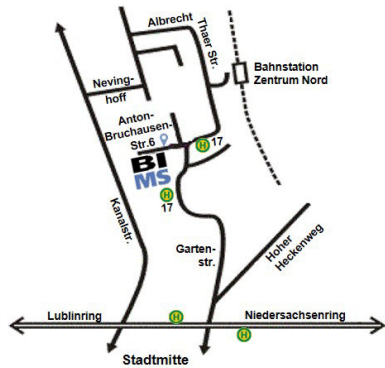 Albrecht
Thaer Str.
Bahnstation
Zentrum Nord
Neving-
hoff
Anton-
Bruchausen-
Str.6
H
17
BI
MS
H
17
Kanalstr.
Garten-
str.
Hoher
Heckenweg
Lublinring
H
Niedersachsenring
H
Stadtmitte